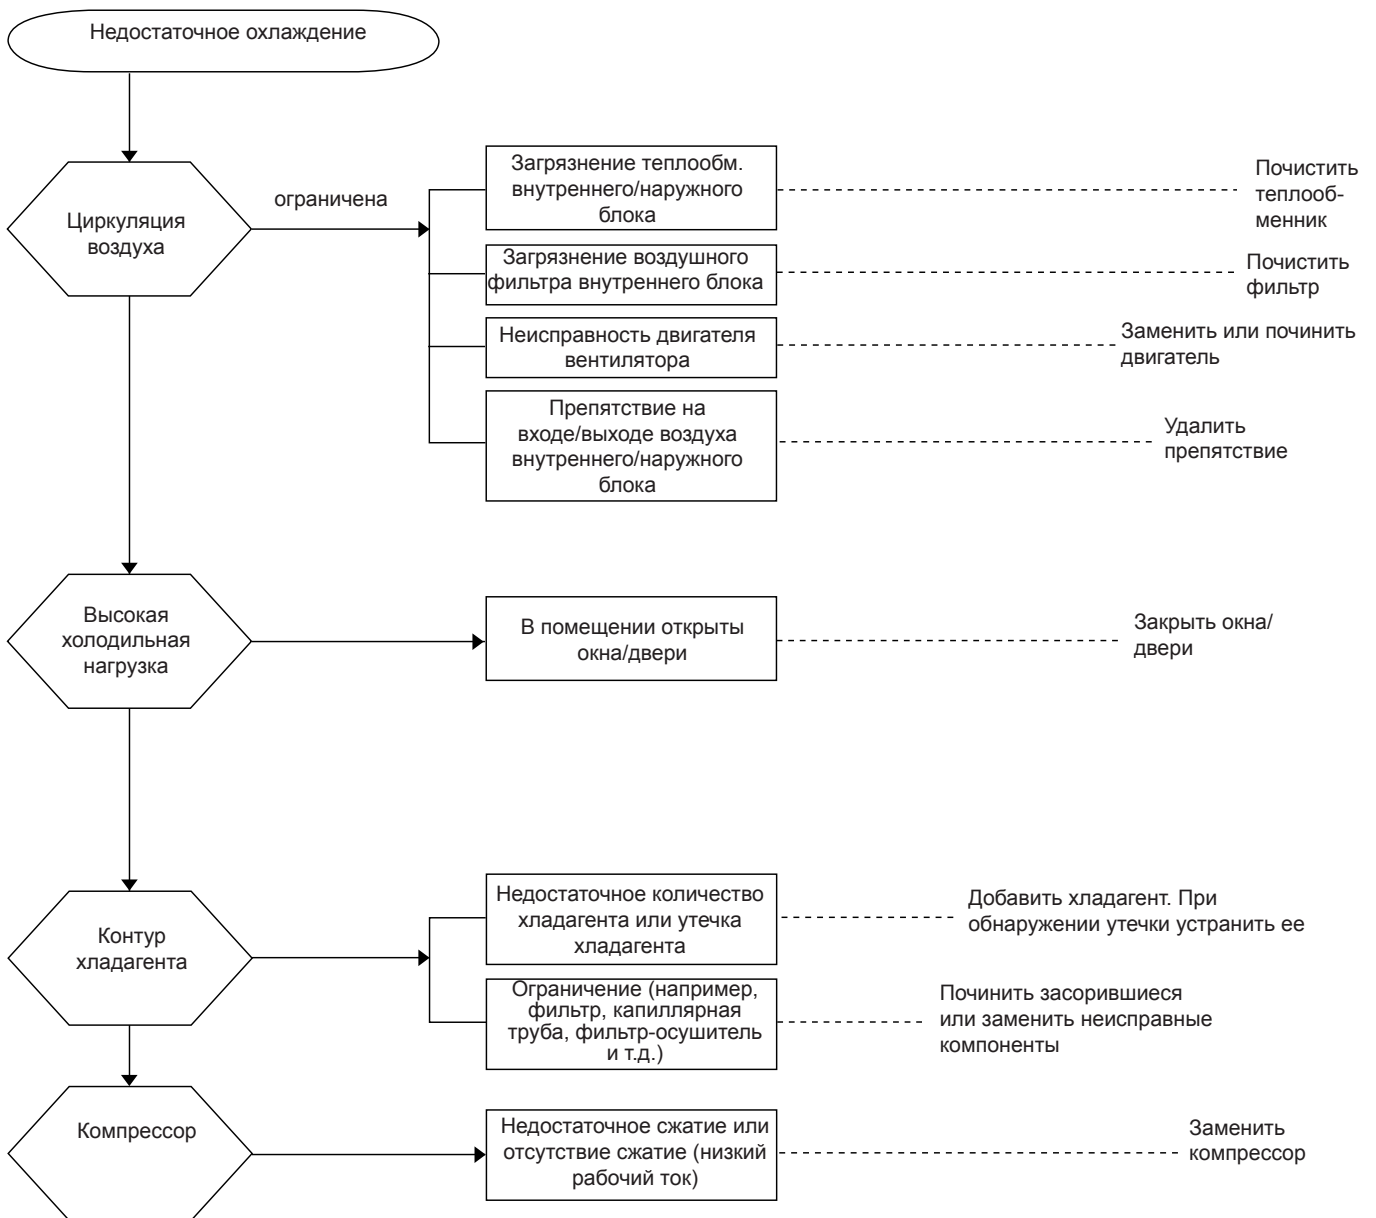 Недостаточное охлаждение
Циркуляция
воздуха
ограничена
Загрязнение теплообм.
внутреннего/наружного
блока
Почистить
теплооб-
менник
Загрязнение воздушного
фильтра внутреннего блока
Почистить
фильтр
Неисправность двигателя
вентилятора
Заменить или починить
двигатель
Препятствие на
входе/выходе воздуха
внутреннего/наружного
блока
Удалить
препятствие
Высокая
холодильная
нагрузка
В помещении открыты
окна/двери
Закрыть окна/
двери
Контур
хладагента
Недостаточное количество
хладагента или утечка
хладагента
Добавить хладагент. При
обнаружении утечки устранить ее
Ограничение (например,
фильтр, капиллярная
труба, фильтр-осушитель
и т.д.)
Починить засорившиеся
или заменить неисправные
компоненты
Компрессор
Недостаточное сжатие или
отсутствие сжатие (низкий
рабочий ток)
Заменить
компрессор